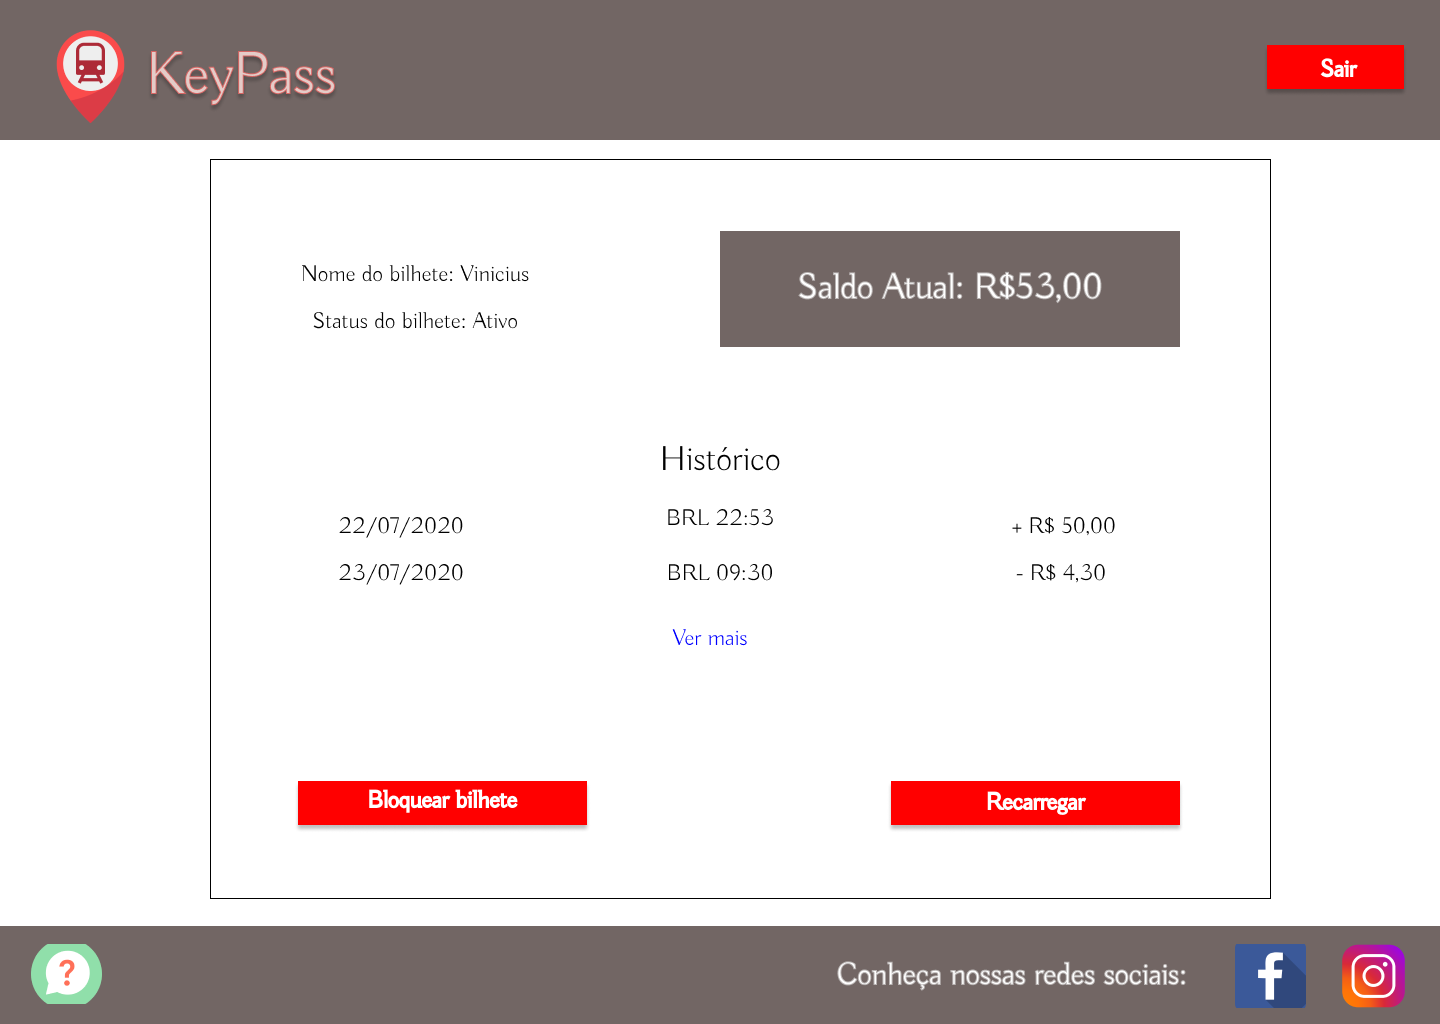 KeyPass
Sair
Nome do bilhete: Vinicius
Status do bilhete: Ativo
Saldo Atual: R$53,00
Histórico
22/07/2020 BRL 22:53 + R$ 50,00
23/07/2020 BRL 09:30 - R$ 4,30
Ver mais
Bloquear bilhete
Recarregar
?
Conheça nossas redes sociais:
f